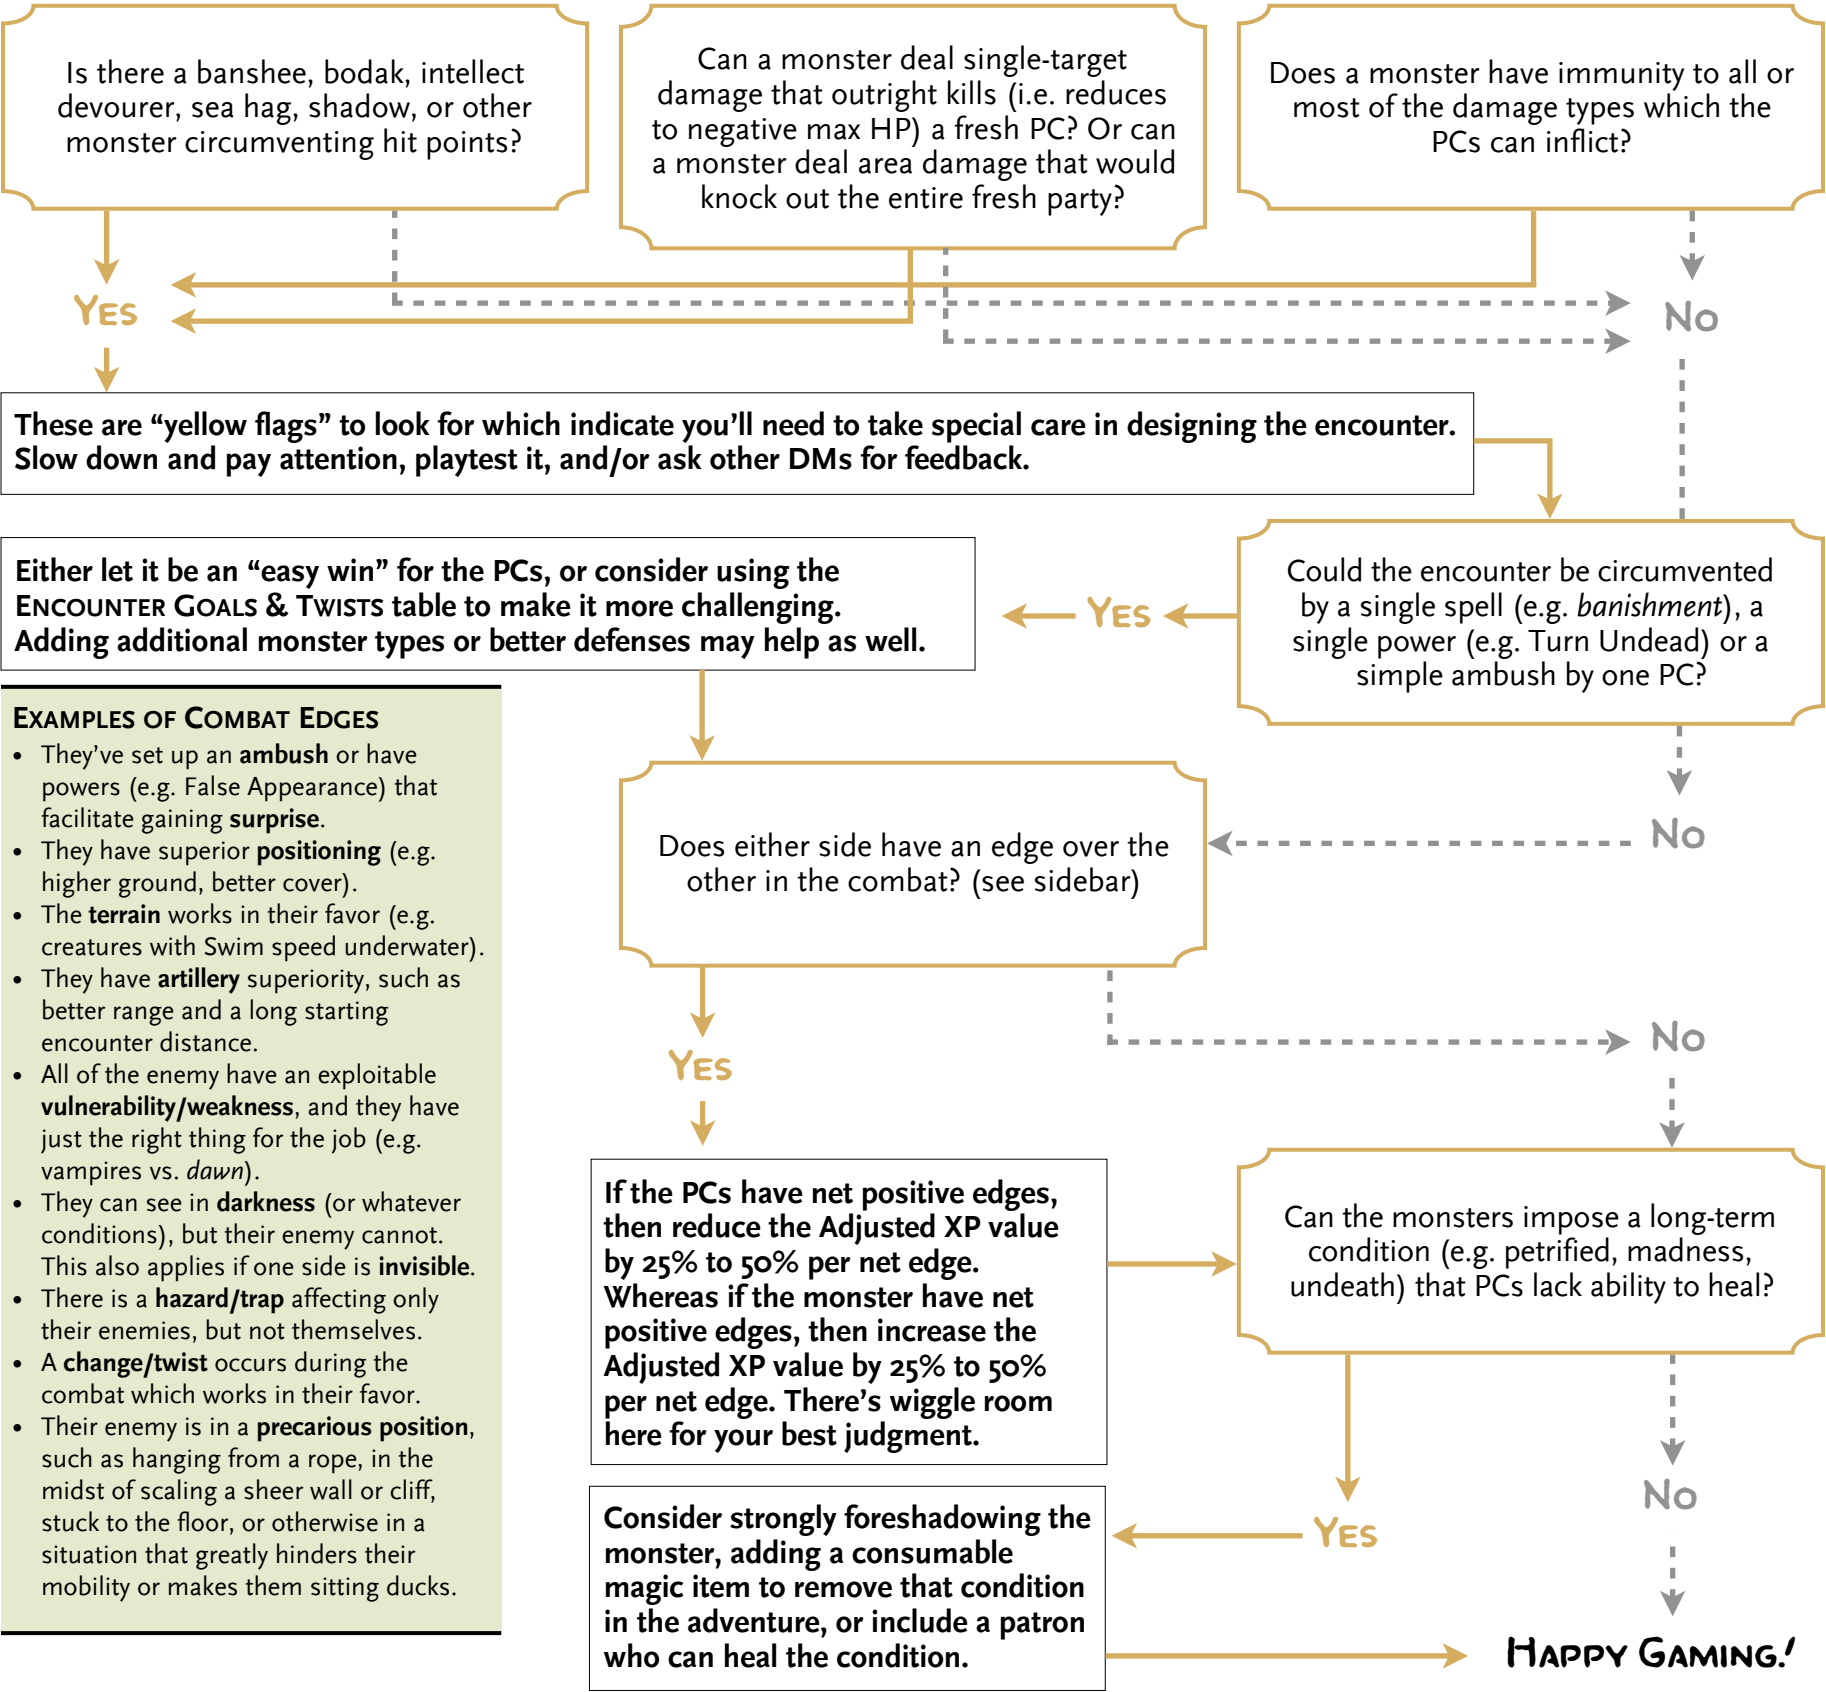 Is there a banshee, bodak, intellect
devourer, sea hag, shadow, or other
monster circumventing hit points?
Can a monster deal single-target
damage that outright kills (i.e. reduces
to negative max HP) a fresh PC? Or can
a monster deal area damage that would
knock out the entire fresh party?
Does a monster have immunity to all or
most of the damage types which the
PCs can inflict?
YES
NO
These are “yellow flags” to look for which indicate you’ll need to take special care in designing the encounter.
Slow down and pay attention, playtest it, and/or ask other DMs for feedback.
Could the encounter be circumvented
by a single spell (e.g. banishment), a
single power (e.g. Turn Undead) or a
simple ambush by one PC?
YES
Either let it be an “easy win” for the PCs, or consider using the
ENCOUNTER GOALS & TWISTS table to make it more challenging.
Adding additional monster types or better defenses may help as well.
NO
Does either side have an edge over the
other in the combat? (see sidebar)
NO
YES
If the PCs have net positive edges,
then reduce the Adjusted XP value
by 25% to 50% per net edge.
Whereas if the monster have net
positive edges, then increase the
Adjusted XP value by 25% to 50%
per net edge. There’s wiggle room
here for your best judgment.
Can the monsters impose a long-term
condition (e.g. petrified, madness,
undeath) that PCs lack ability to heal?
NO
YES
Consider strongly foreshadowing the
monster, adding a consumable
magic item to remove that condition
in the adventure, or include a patron
who can heal the condition.
HAPPY GAMING!
EXAMPLES OF COMBAT EDGES
• They’ve set up an ambush or have
powers (e.g. False Appearance) that
facilitate gaining surprise.
• They have superior positioning (e.g.
higher ground, better cover).
• The terrain works in their favor (e.g.
creatures with Swim speed underwater).
• They have artillery superiority, such as
better range and a long starting
encounter distance.
• All of the enemy have an exploitable
vulnerability/weakness, and they have
just the right thing for the job (e.g.
vampires vs. dawn).
• They can see in darkness (or whatever
conditions), but their enemy cannot.
This also applies if one side is invisible.
• There is a hazard/trap affecting only
their enemies, but not themselves.
• A change/twist occurs during the
combat which works in their favor.
• Their enemy is in a precarious position,
such as hanging from a rope, in the
midst of scaling a sheer wall or cliff,
stuck to the floor, or otherwise in a
situation that greatly hinders their
mobility or makes them sitting ducks.